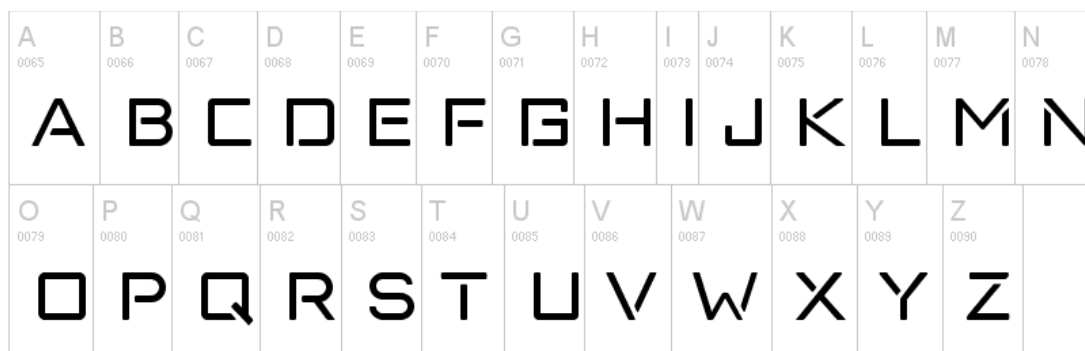 A B C D E F G H I J K L M N
0065 0066 0067 0068 0069 0070 0071 0072 0073 0074 0075 0076 0077 0078
A B C D E F G H I J K L M N
O P Q R S T U V W X Y Z
0079 0080 0081 0082 0083 0084 0085 0086 0087 0088 0089 0090
O P Q R S T U V W X Y Z